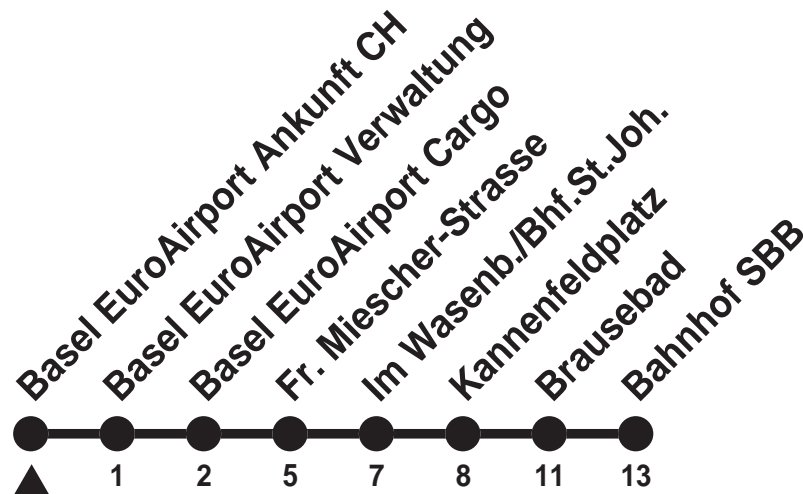 Basel EuroAirport Ankunft CH
Basel EuroAirport Verwaltung
Basel EuroAirport Cargo
Fr. Miescher-Strasse
Im Wasenb./Bhf.St.Joh.
Kannenfeldplatz
Brausebad
Bahnhof SBB
1 2 5 7 8 11 13